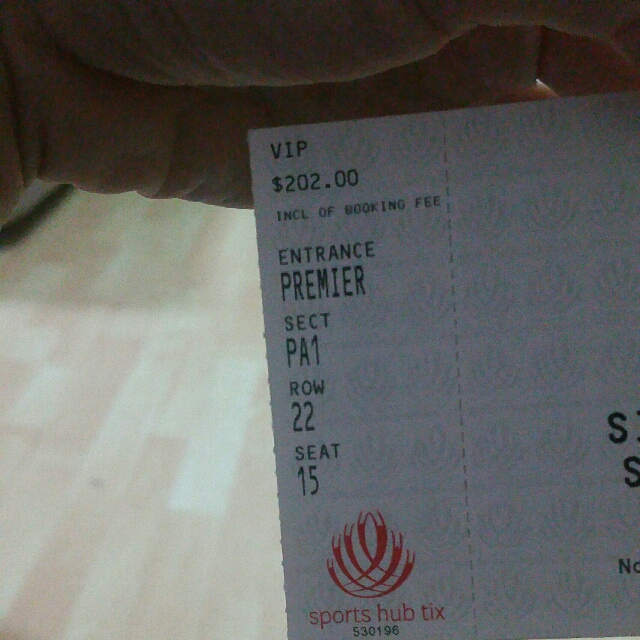 VIP
$202.00
INCL OF BOOKING FEE
ENTRANCE
PREMIER
SECT
PA1
ROW
22
SEAT
15
sports hub tix
530196